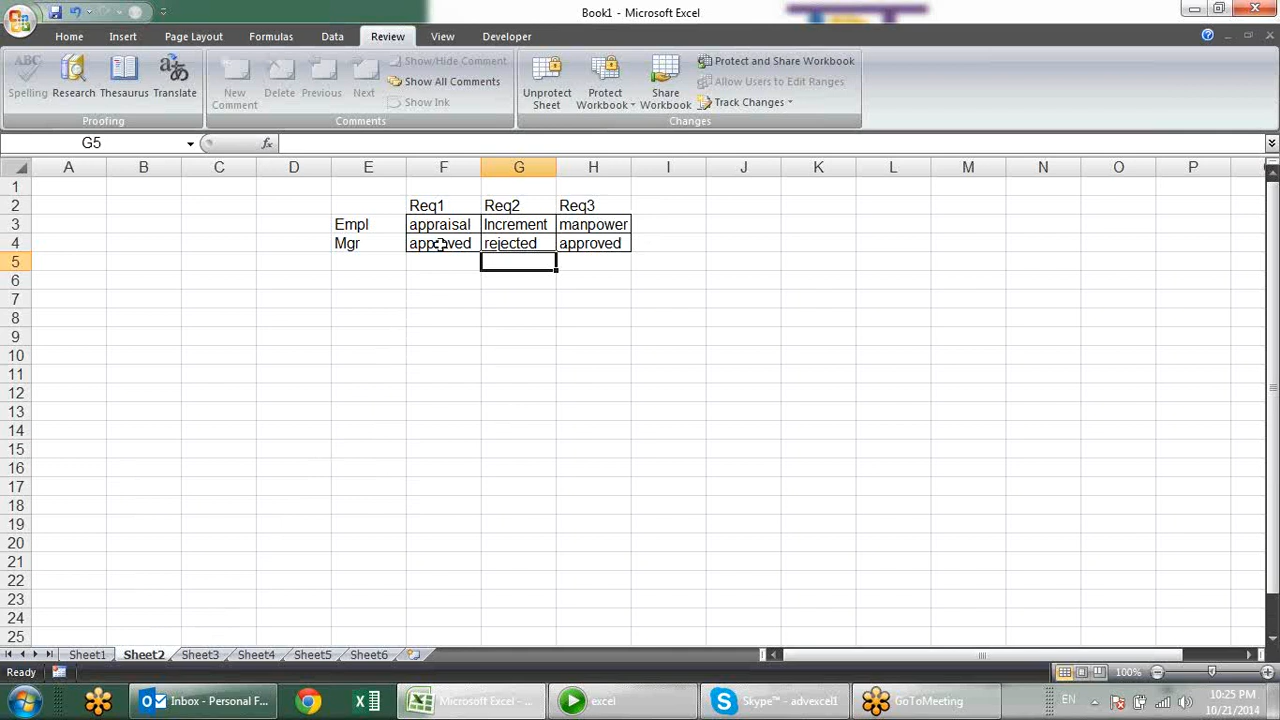 Book1 - Microsoft Excel
Home Insert Page Layout Formulas Data Review View Developer
ABC
Spelling Research Thesaurus Translate
Proofing
New Comment Delete Previous Next
Show/Hide Comment
Show All Comments
Show Ink
Comments
Unprotect Sheet Protect Workbook Share Workbook
Protect and Share Workbook
Allow Users to Edit Ranges
Track Changes
Changes
G5 fx
A B C D E F G H I J K L M N O P
1
2 Req1 Req2 Req3
3 Empl appraisal Increment manpower
4 Mgr approved rejected approved
5
6
7
8
9
10
11
12
13
14
15
16
17
18
19
20
21
22
23
24
25
Sheet1 Sheet2 Sheet3 Sheet4 Sheet5 Sheet6
Ready 100%
Inbox - Personal F... Microsoft Excel - ... excel Skype™ - advexcel1 GoToMeeting EN 10:25 PM
10/21/2014